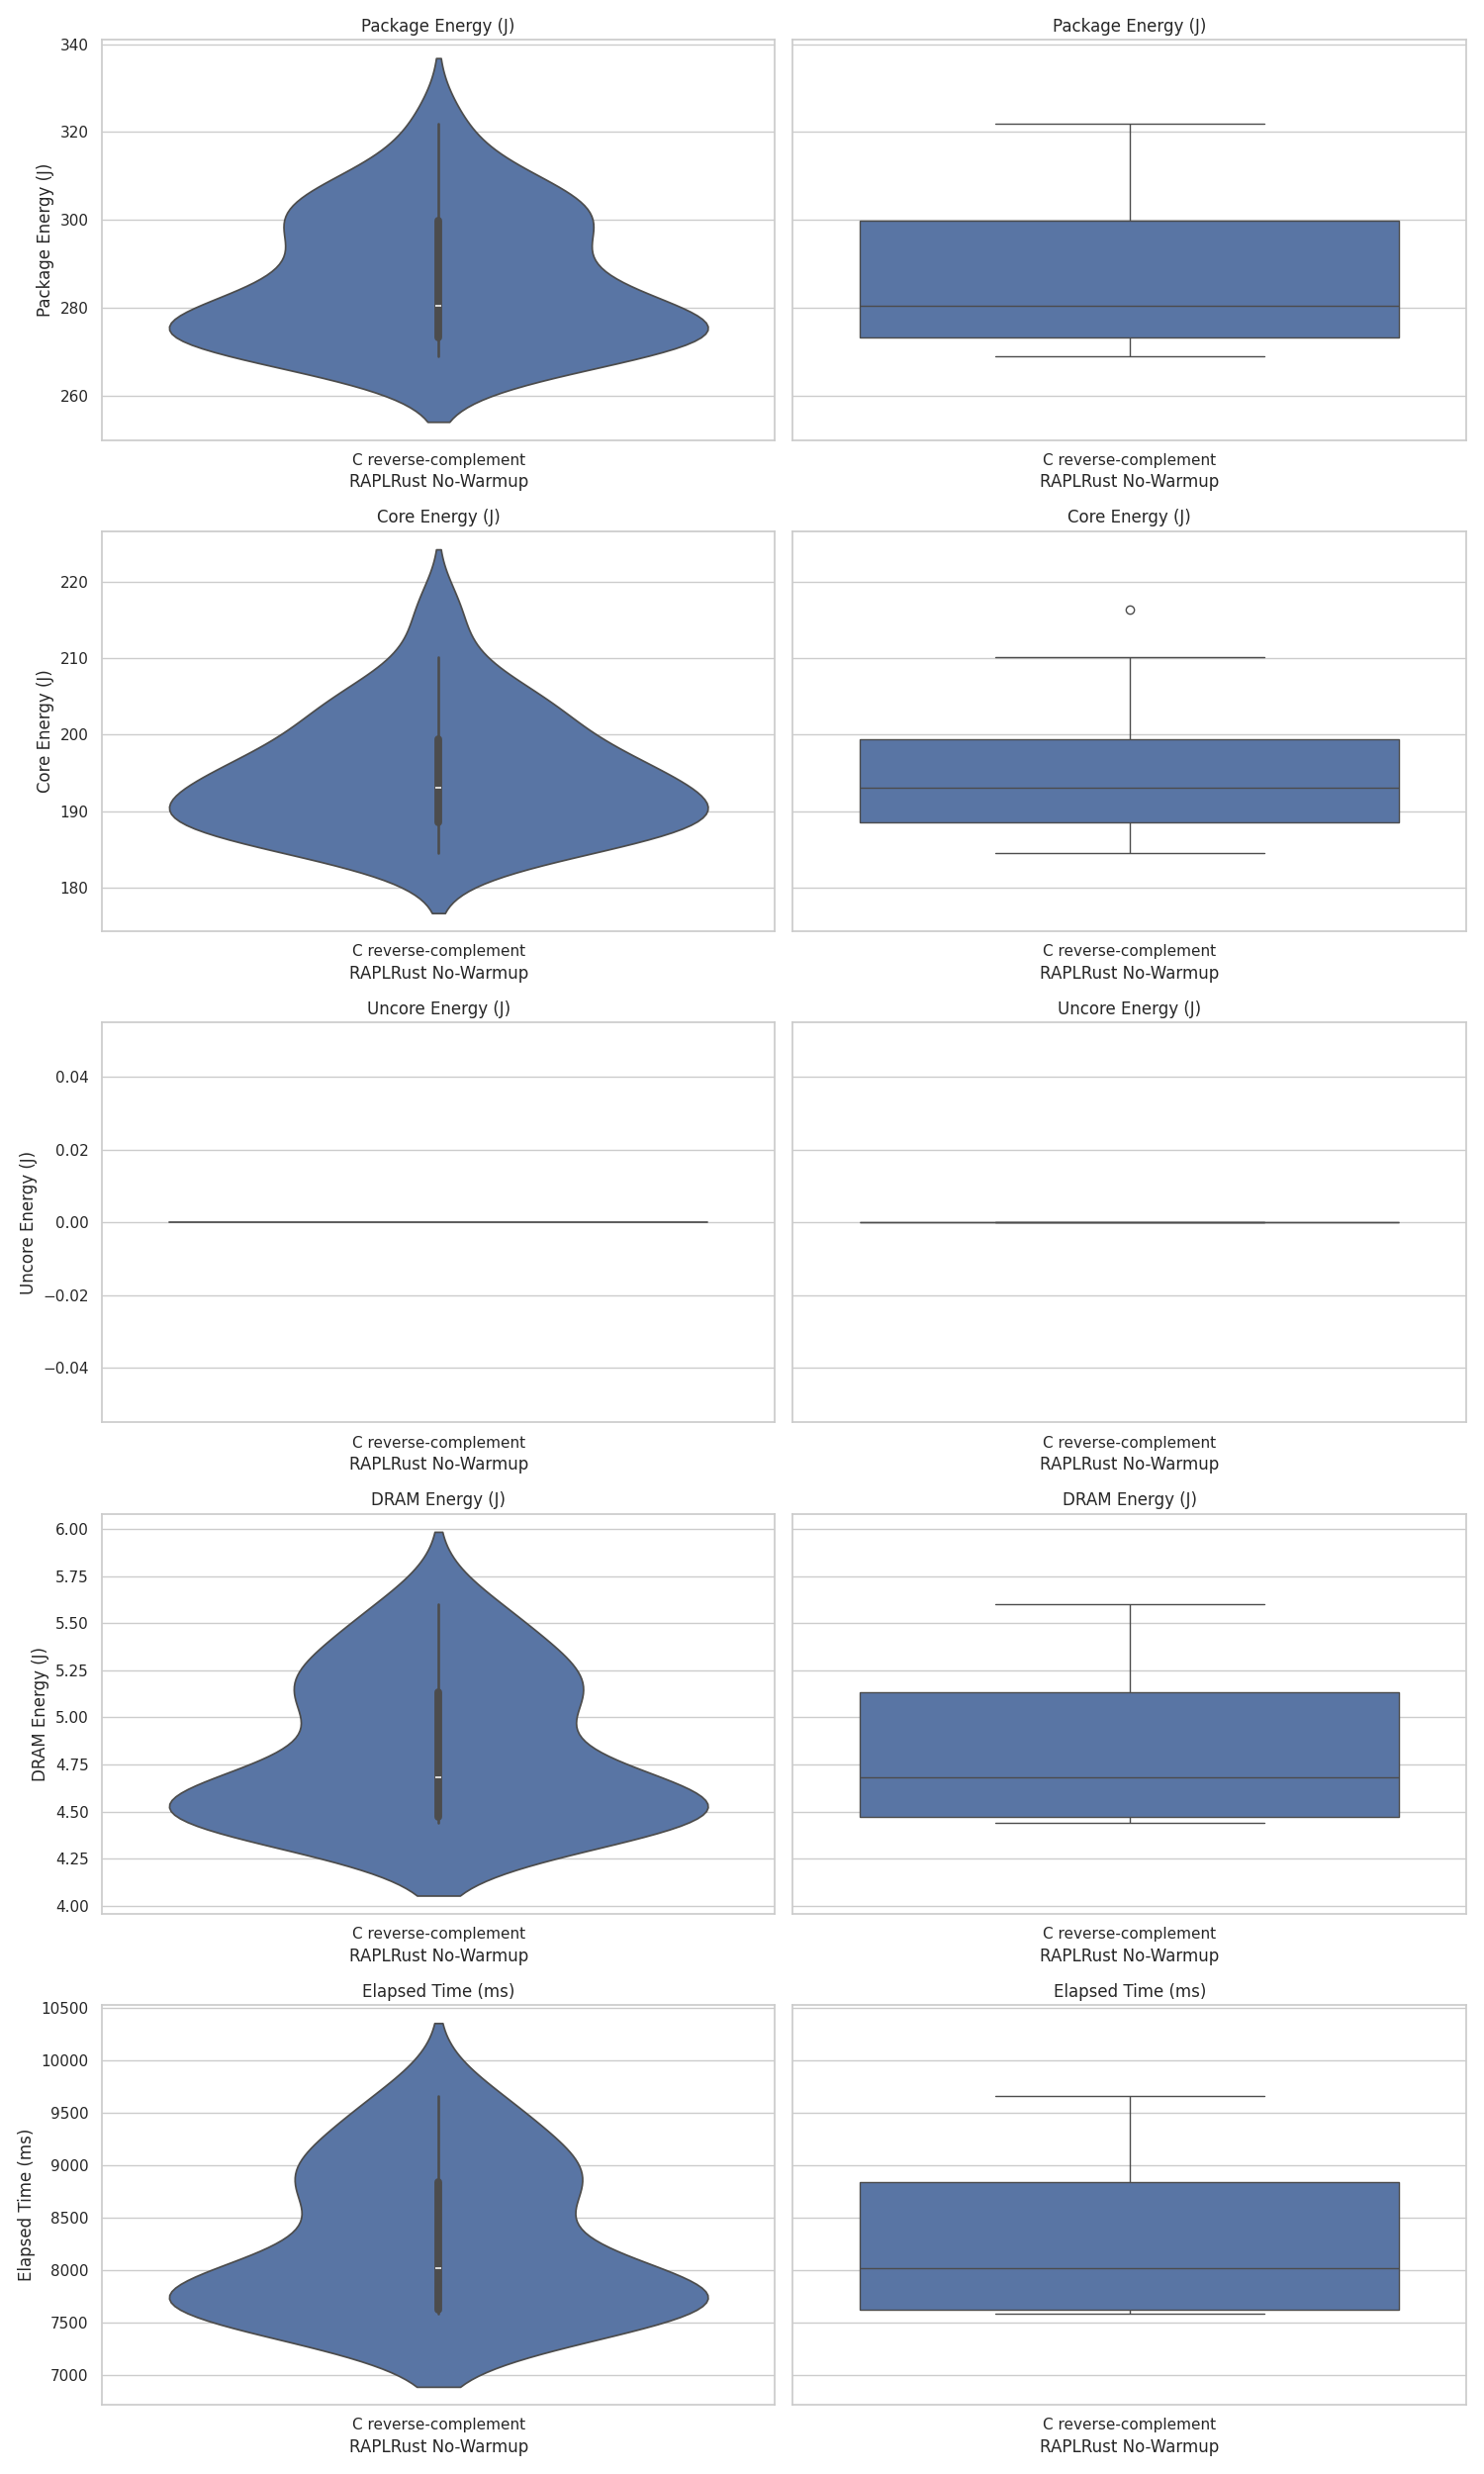 Package Energy (J)
Package Energy (J)
Package Energy (J)
340
320
300
280
260
C reverse-complement
RAPLRust No-Warmup
C reverse-complement
RAPLRust No-Warmup
Core Energy (J)
Core Energy (J)
Core Energy (J)
220
210
200
190
180
C reverse-complement
RAPLRust No-Warmup
C reverse-complement
RAPLRust No-Warmup
Uncore Energy (J)
Uncore Energy (J)
Uncore Energy (J)
0.04
0.02
0.00
−0.02
−0.04
C reverse-complement
RAPLRust No-Warmup
C reverse-complement
RAPLRust No-Warmup
DRAM Energy (J)
DRAM Energy (J)
DRAM Energy (J)
6.00
5.75
5.50
5.25
5.00
4.75
4.50
4.25
4.00
C reverse-complement
RAPLRust No-Warmup
C reverse-complement
RAPLRust No-Warmup
Elapsed Time (ms)
Elapsed Time (ms)
Elapsed Time (ms)
10500
10000
9500
9000
8500
8000
7500
7000
C reverse-complement
RAPLRust No-Warmup
C reverse-complement
RAPLRust No-Warmup